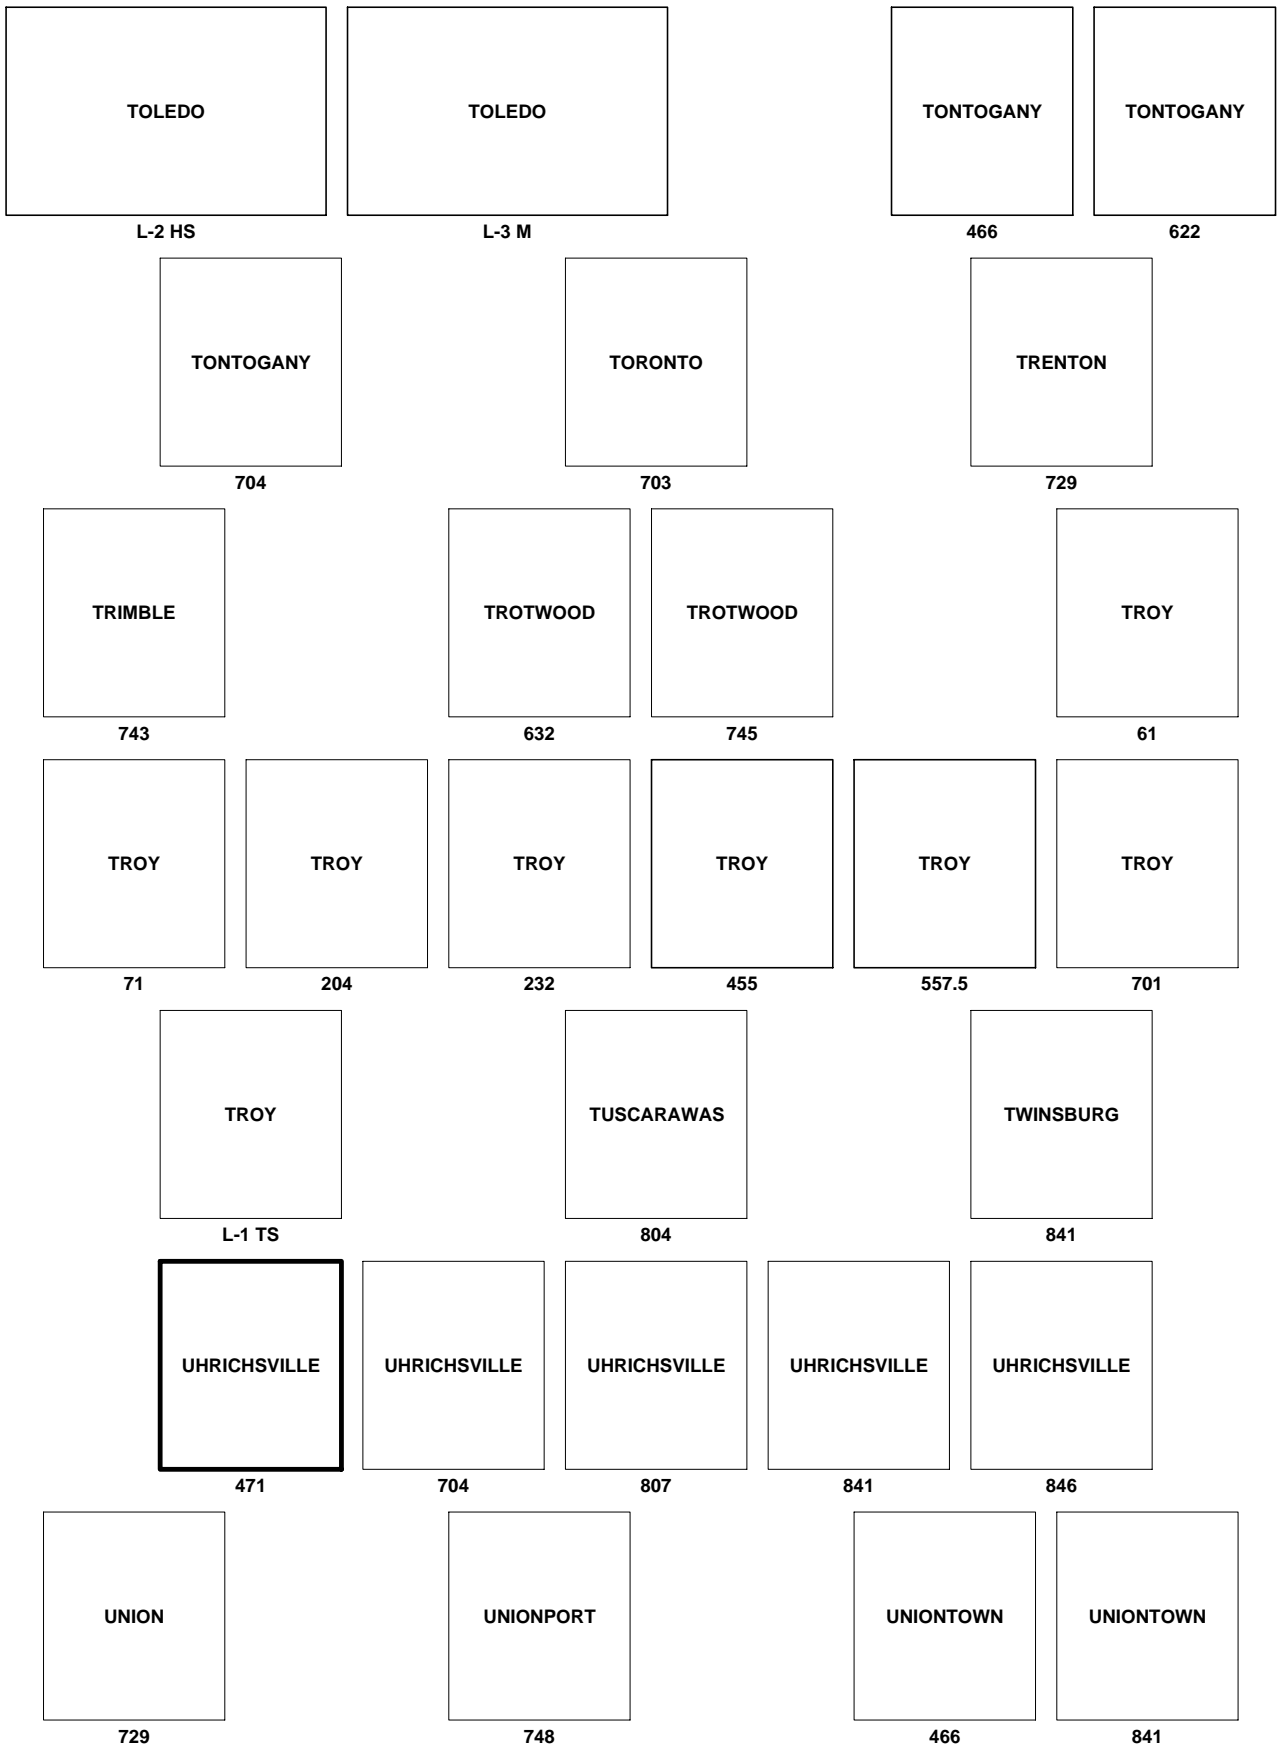 TOLEDO TOLEDO TONTOGANY TONTOGANY
L-2 HS L-3 M 466 622
TONTOGANY TORONTO TRENTON
704 703 729
TRIMBLE TROTWOOD TROTWOOD TROY
743 632 745 61
TROY TROY TROY TROY TROY TROY
71 204 232 455 557.5 701
TROY TUSCARAWAS TWINSBURG
L-1 TS 804 841
UHRICHSVILLE UHRICHSVILLE UHRICHSVILLE UHRICHSVILLE UHRICHSVILLE
471 704 807 841 846
UNION UNIONPORT UNIONTOWN UNIONTOWN
729 748 466 841